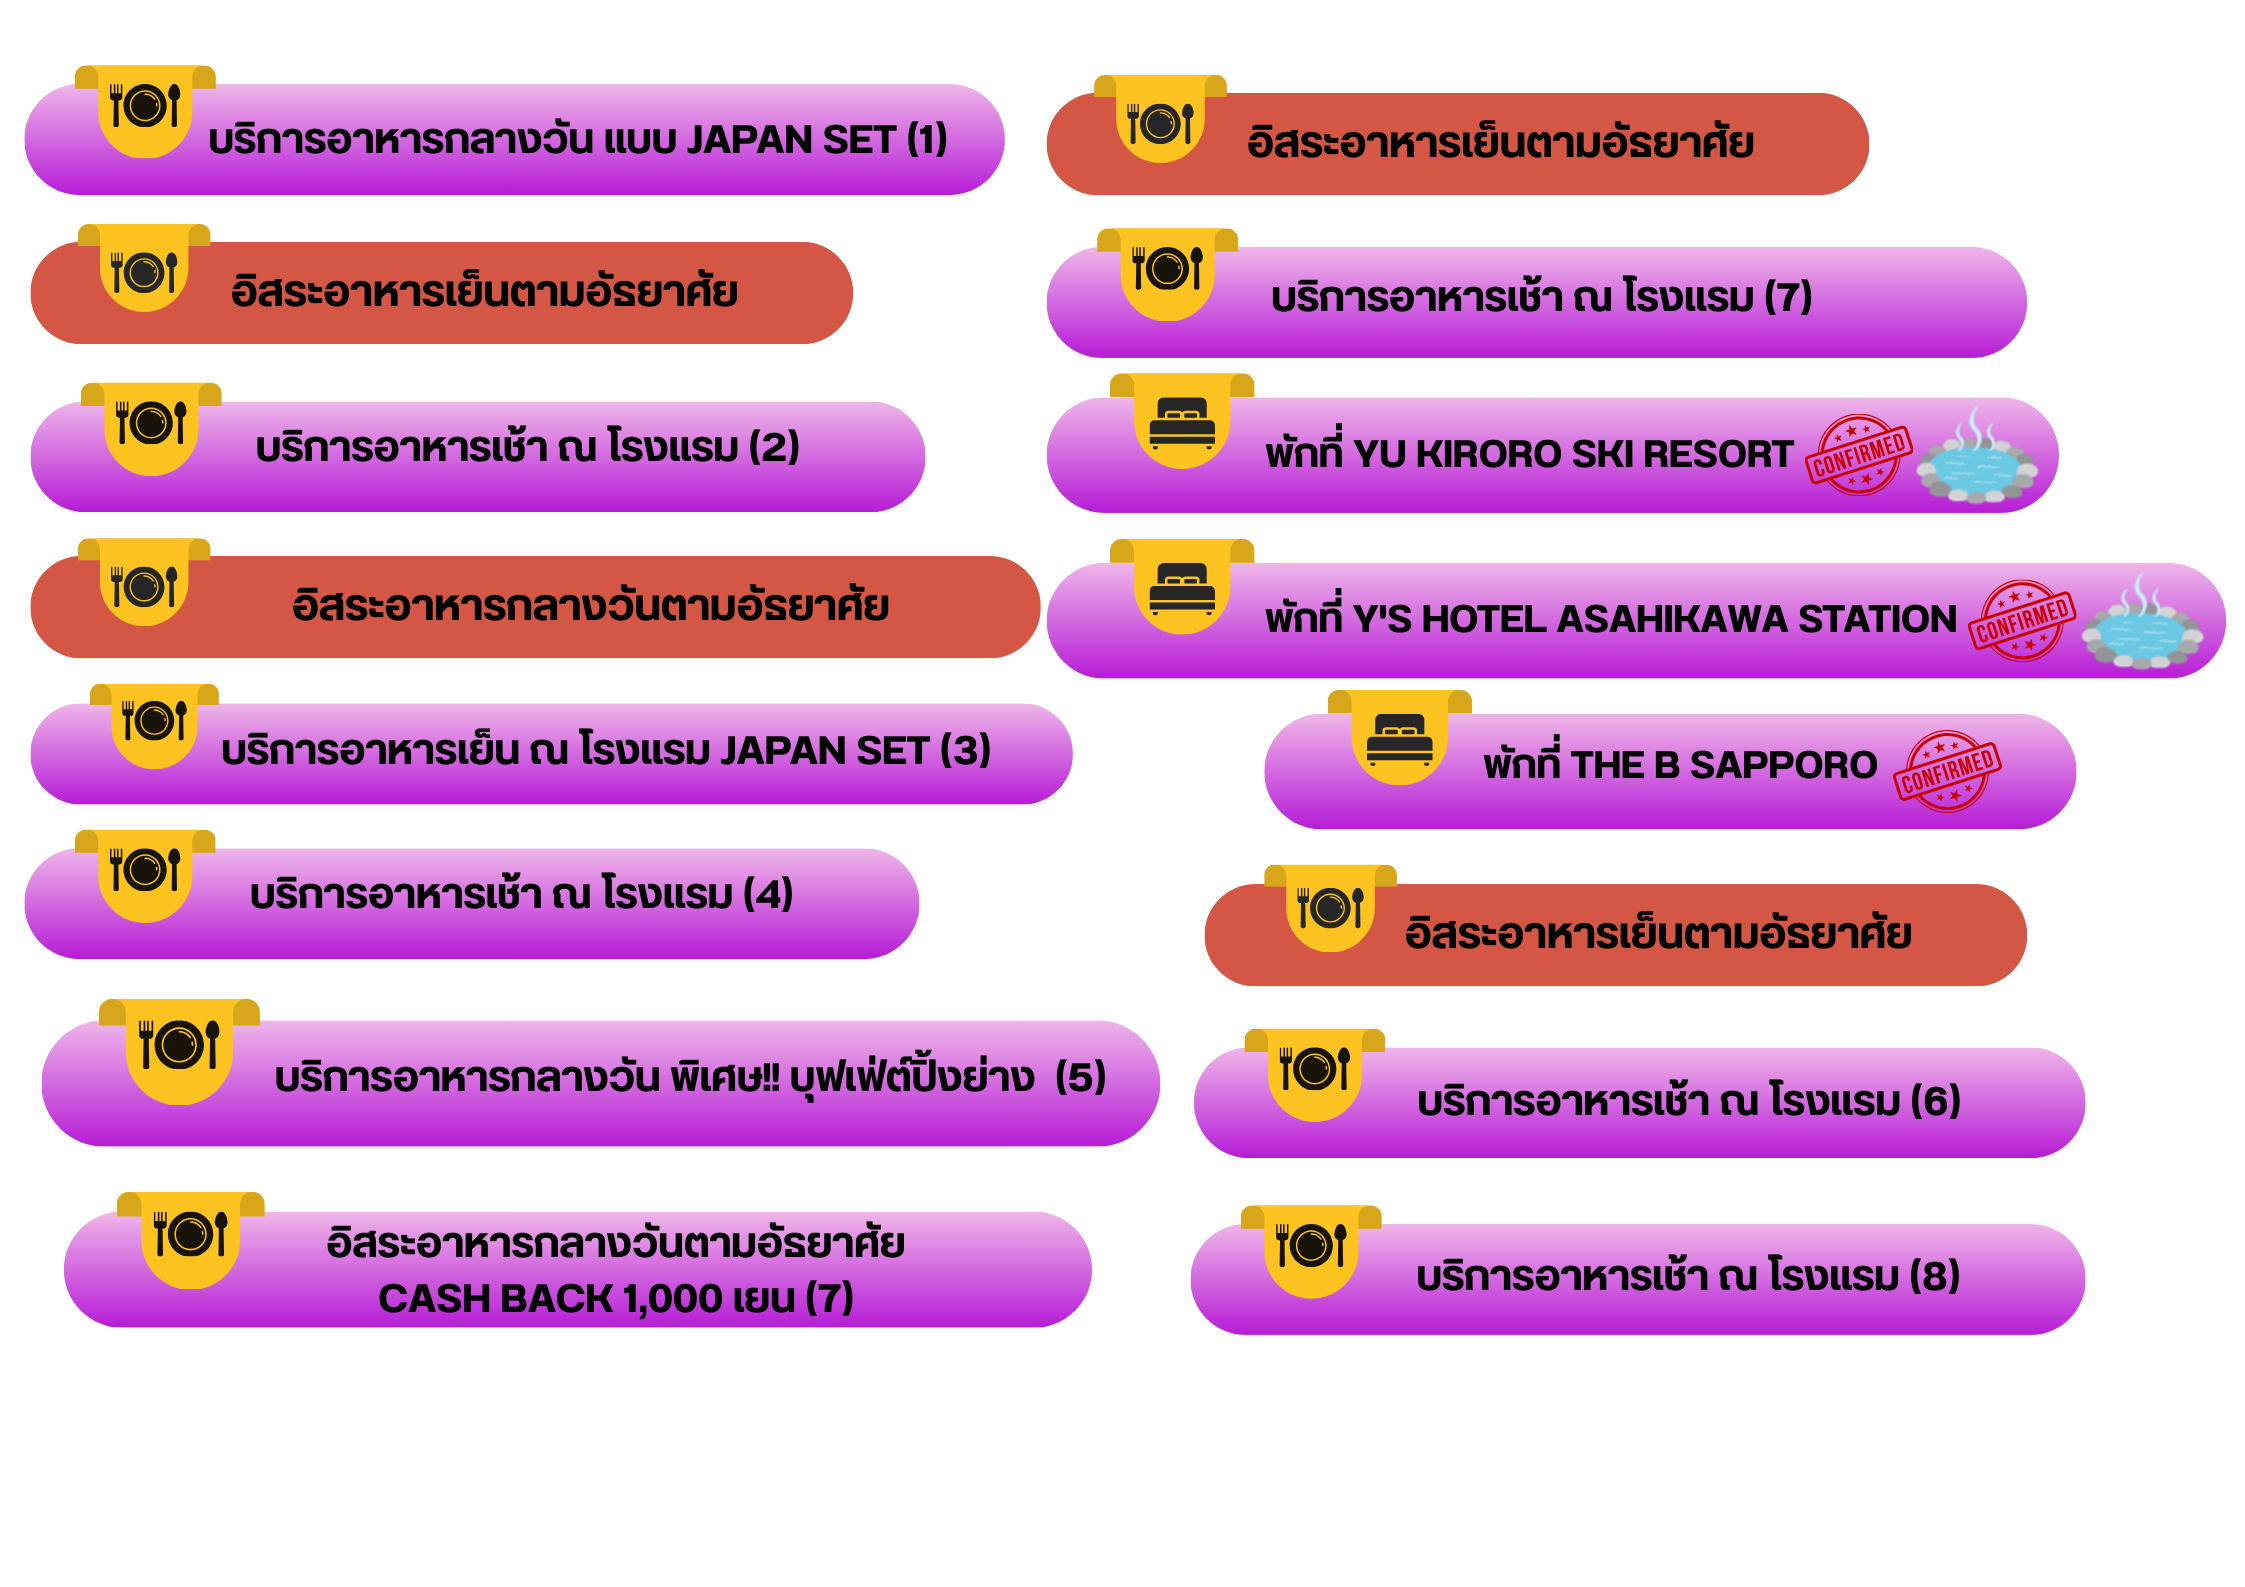 บริการอาหารกลางวัน แบบ JAPAN SET (1)
อิสระอาหารเย็นตามอัธยาศัย
บริการอาหารเช้า ณ โรงแรม (2)
อิสระอาหารกลางวันตามอัธยาศัย
บริการอาหารเย็น ณ โรงแรม JAPAN SET (3)
บริการอาหารเช้า ณ โรงแรม (4)
บริการอาหารกลางวัน พิเศษ!! บุฟเฟ่ต์ปิ้งย่าง (5)
อิสระอาหารกลางวันตามอัธยาศัย
CASH BACK 1,000 เยน (7)
อิสระอาหารเย็นตามอัธยาศัย
บริการอาหารเช้า ณ โรงแรม (7)
พักที่ YU KIRORO SKI RESORT CONFIRMED
พักที่ Y'S HOTEL ASAHIKAWA STATION CONFIRMED
พักที่ THE B SAPPORO CONFIRMED
อิสระอาหารเย็นตามอัธยาศัย
บริการอาหารเช้า ณ โรงแรม (6)
บริการอาหารเช้า ณ โรงแรม (8)